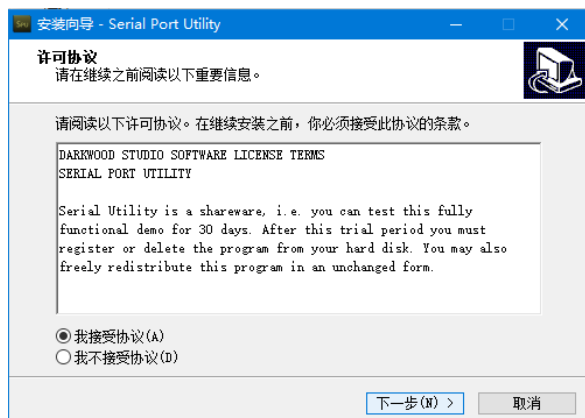 安装向导 - Serial Port Utility
许可协议
请在继续之前阅读以下重要信息。
请阅读以下许可协议。在继续安装之前，你必须接受此协议的条款。
DARKWOOD STUDIO SOFTWARE LICENSE TERMS
SERIAL PORT UTILITY
Serial Utility is a shareware, i.e. you can test this fully
functional demo for 30 days. After this trial period you must
register or delete the program from your hard disk. You may also
freely redistribute this program in an unchanged form.
我接受协议(A)
我不接受协议(D)
下一步(N) >
取消